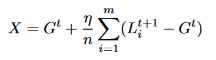 $X = G^t + \frac{\eta}{n} \sum_{i=1}^{m} (L_i^{t+1} - G^t)$